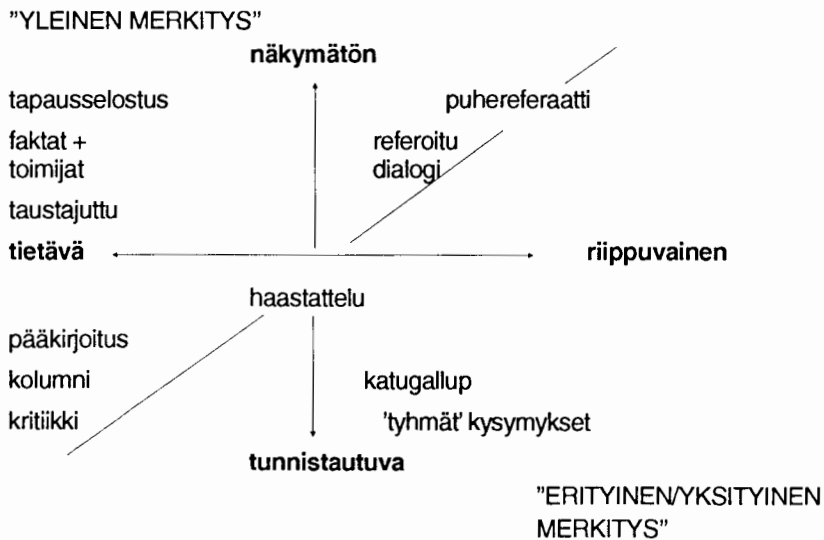 "YLEINEN MERKITYS"
näkymätön
tapausselostus
puhereferaatti
faktat +
toimijat
referoitu
dialogi
taustajuttu
tietävä
riippuvainen
haastattelu
pääkirjoitus
kolumni
katugallup
kritiikki
'tyhmät' kysymykset
tunnistautuva
"ERITYINEN/YKSITYINEN
MERKITYS"